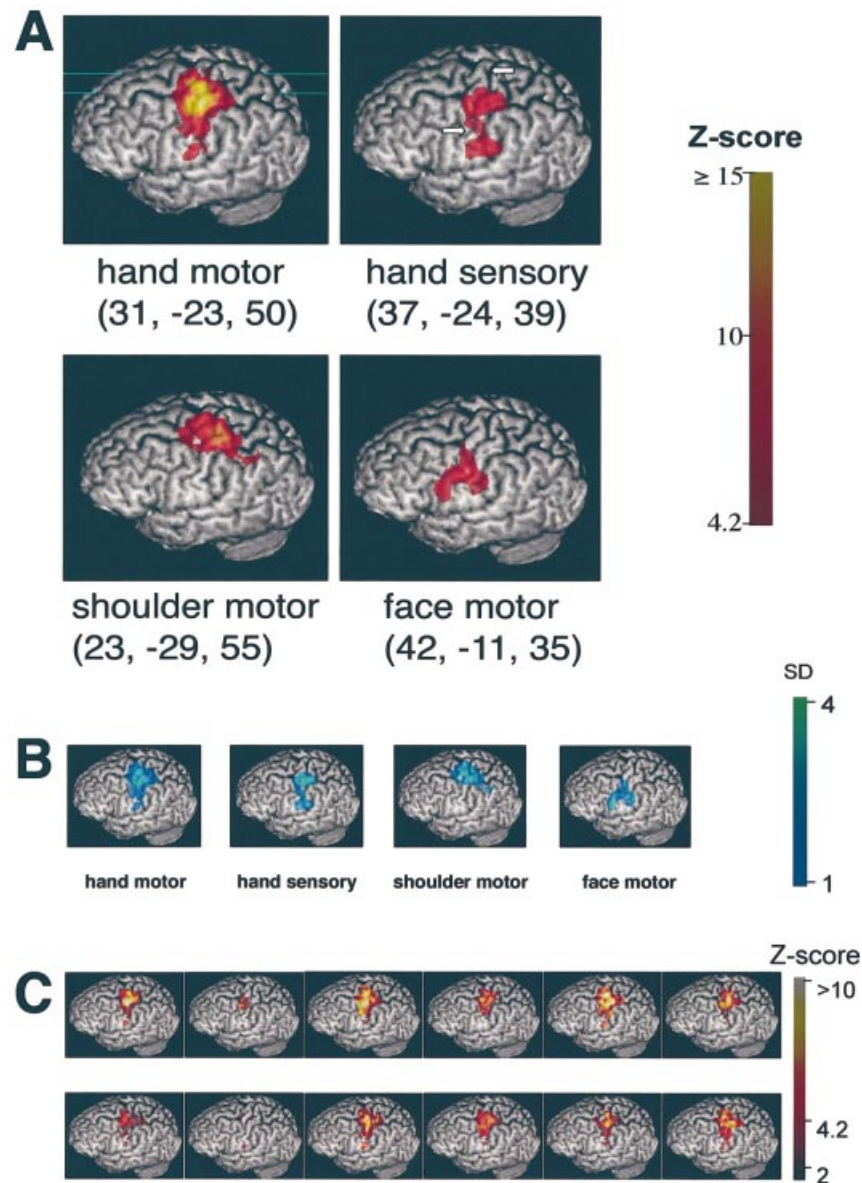 A
Z-score
≥ 15
10
4.2
hand motor
(31, -23, 50)
hand sensory
(37, -24, 39)
shoulder motor
(23, -29, 55)
face motor
(42, -11, 35)
SD
4
1
B
hand motor
hand sensory
shoulder motor
face motor
C
Z-score
>10
4.2
2